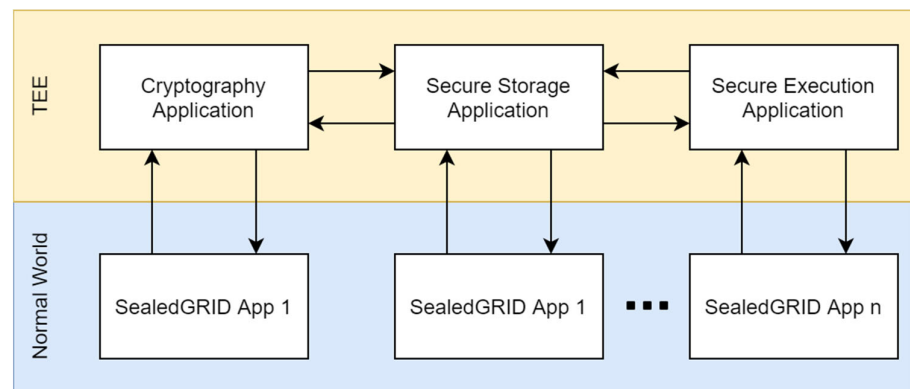 TEE
Cryptography
Application
Secure Storage
Application
Secure Execution
Application
Normal World
SealedGRID App 1
SealedGRID App 1
SealedGRID App n